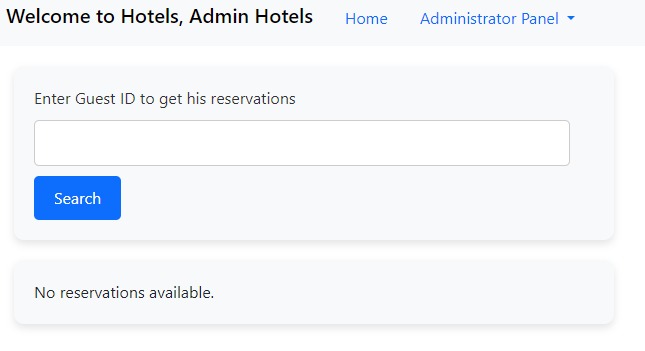 Welcome to Hotels, Admin Hotels Home Administrator Panel
Enter Guest ID to get his reservations
Search
No reservations available.